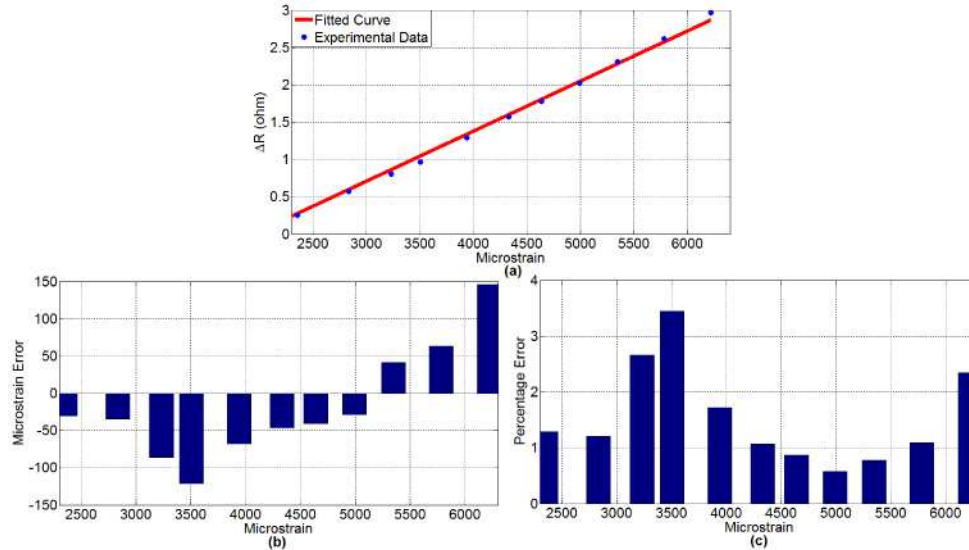 3
2.5
2
1.5
1
0.5
0
ΔR (ohm)
Fitted Curve
Experimental Data
2500 3000 3500 4000 4500 5000 5500 6000
Microstrain
(a)
150
100
50
0
-50
-100
-150
Microstrain Error
2500 3000 3500 4000 4500 5000 5500 6000
Microstrain
(b)
4
3
2
1
0
Percentage Error
2500 3000 3500 4000 4500 5000 5500 6000
Microstrain
(c)